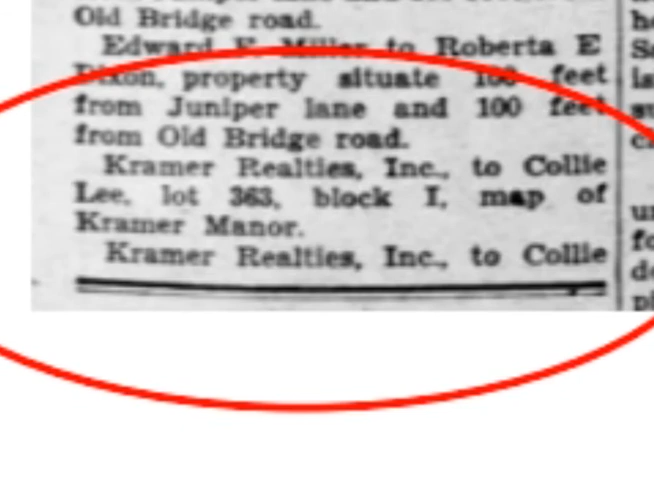 Old Bridge road.
Edward F. Miller to Roberta E
Dixon, property situate 100 feet
from Juniper lane and 100 feet
from Old Bridge road.
Kramer Realties, Inc., to Collie
Lee, lot 363, block I, map of
Kramer Manor.
Kramer Realties, Inc., to Collie